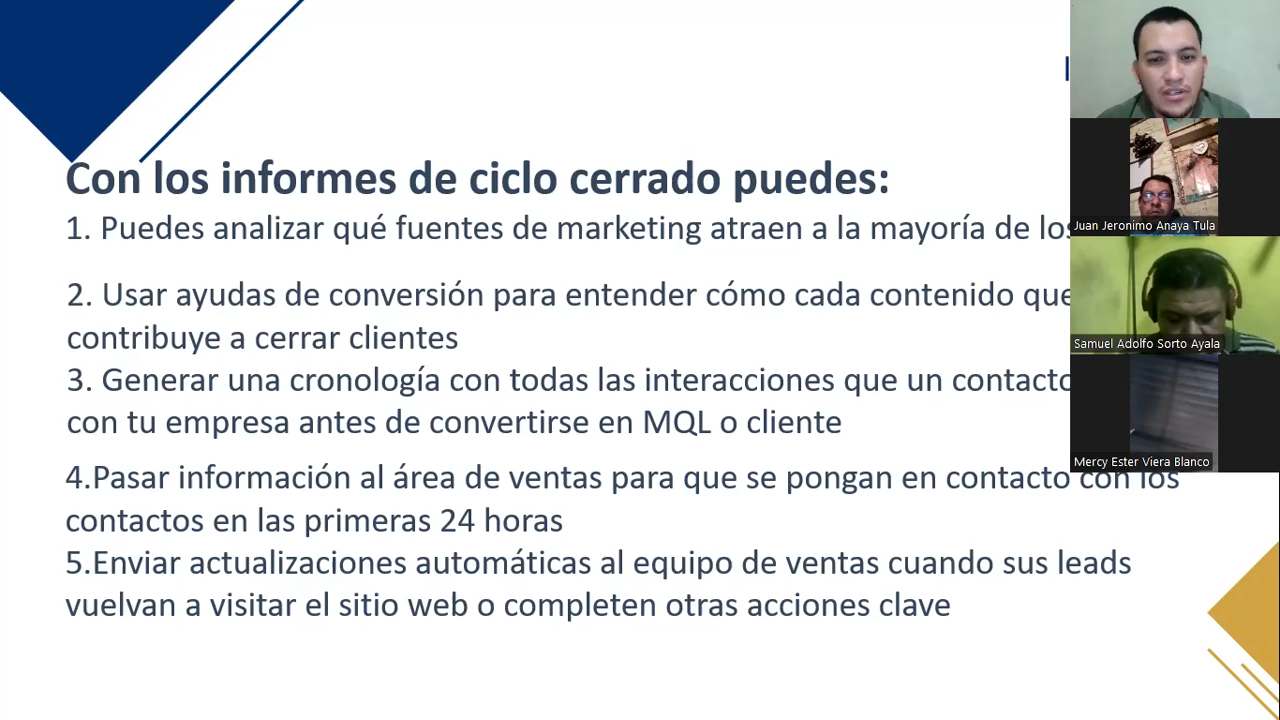 Con los informes de ciclo cerrado puedes:
1. Puedes analizar qué fuentes de marketing atraen a la mayoría de los
2. Usar ayudas de conversión para entender cómo cada contenido que
contribuye a cerrar clientes
3. Generar una cronología con todas las interacciones que un contacto
con tu empresa antes de convertirse en MQL o cliente
4.Pasar información al área de ventas para que se pongan en contacto con los
contactos en las primeras 24 horas
5.Enviar actualizaciones automáticas al equipo de ventas cuando sus leads
vuelvan a visitar el sitio web o completen otras acciones clave
Juan Jeronimo Anaya Tula
Samuel Adolfo Sorto Ayala
Mercy Ester Viera Blanco